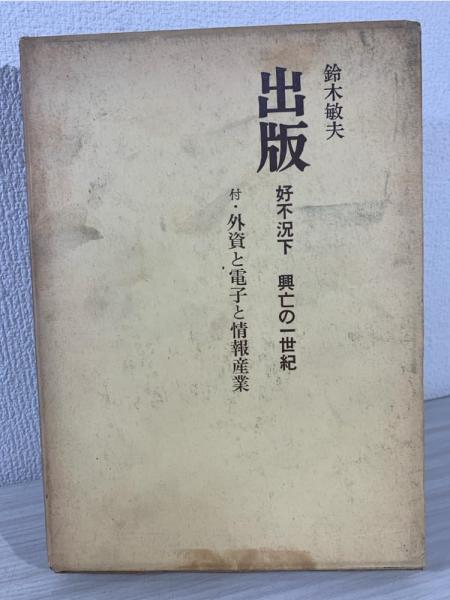 鈴木敏夫
出版
好不況下　興亡の一世紀
付・外資と電子と情報産業